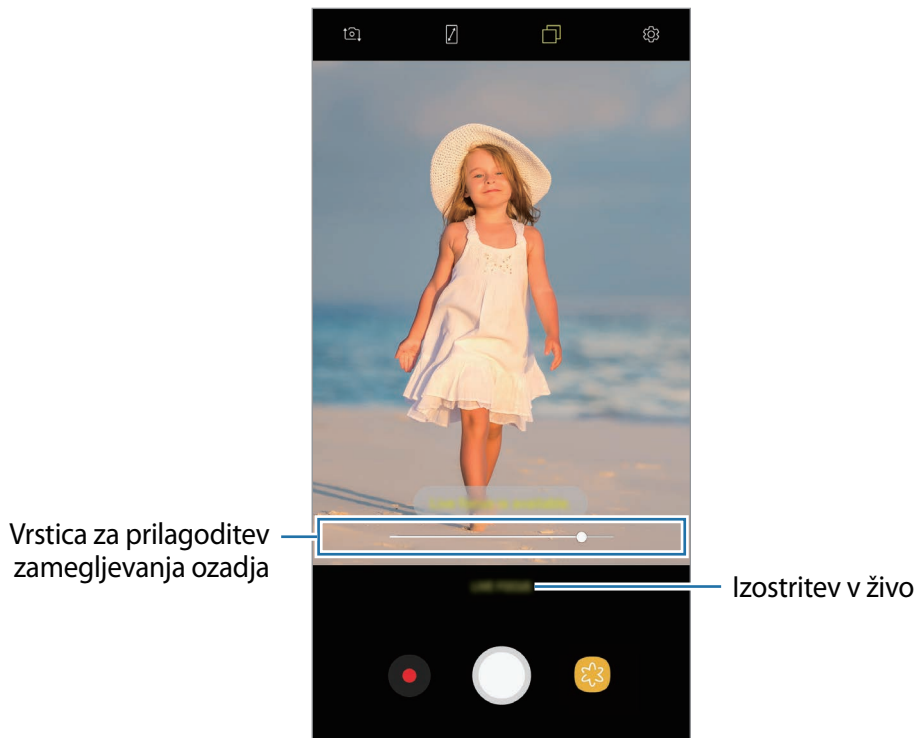 Vrstica za prilagoditev
zamegljevanja ozadja
Izostritev v živo